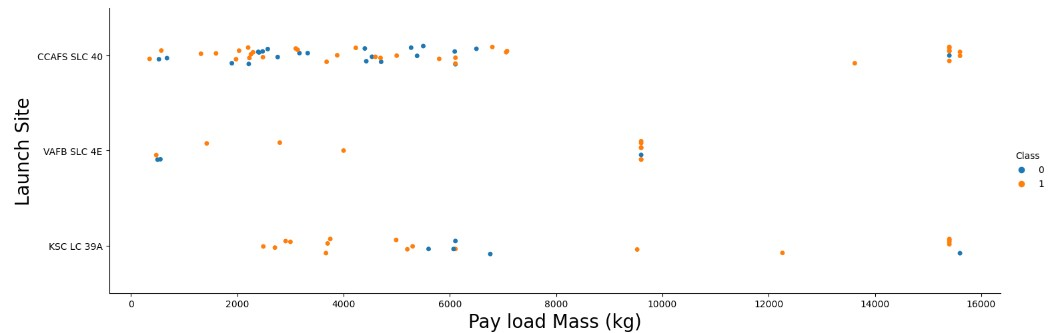 CCAFS SLC 40
VAFB SLC 4E
KSC LC 39A
Launch Site
0 2000 4000 6000 8000 10000 12000 14000 16000
Pay load Mass (kg)
Class
0
1